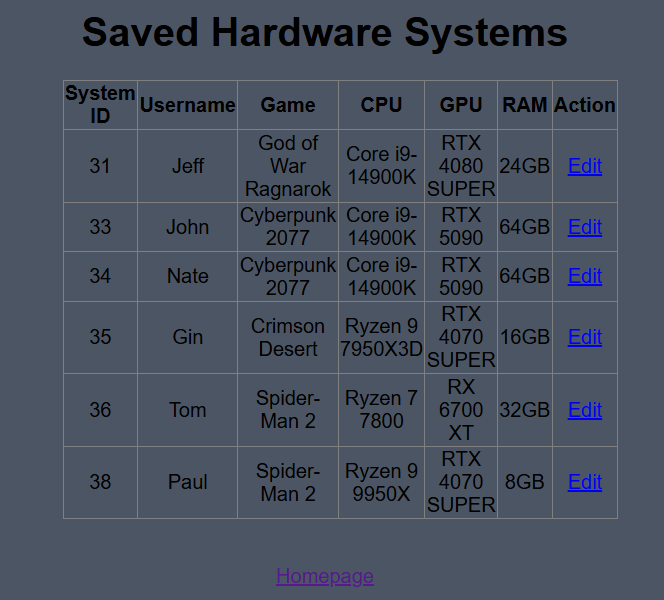 Saved Hardware Systems
System ID Username Game CPU GPU RAM Action
31 Jeff God of War Ragnarok Core i9-14900K RTX 4080 SUPER 24GB Edit
33 John Cyberpunk 2077 Core i9-14900K RTX 5090 64GB Edit
34 Nate Cyberpunk 2077 Core i9-14900K RTX 5090 64GB Edit
35 Gin Crimson Desert Ryzen 9 7950X3D RTX 4070 SUPER 16GB Edit
36 Tom Spider-Man 2 Ryzen 7 7800 RX 6700 XT 32GB Edit
38 Paul Spider-Man 2 Ryzen 9 9950X RTX 4070 SUPER 8GB Edit
Homepage